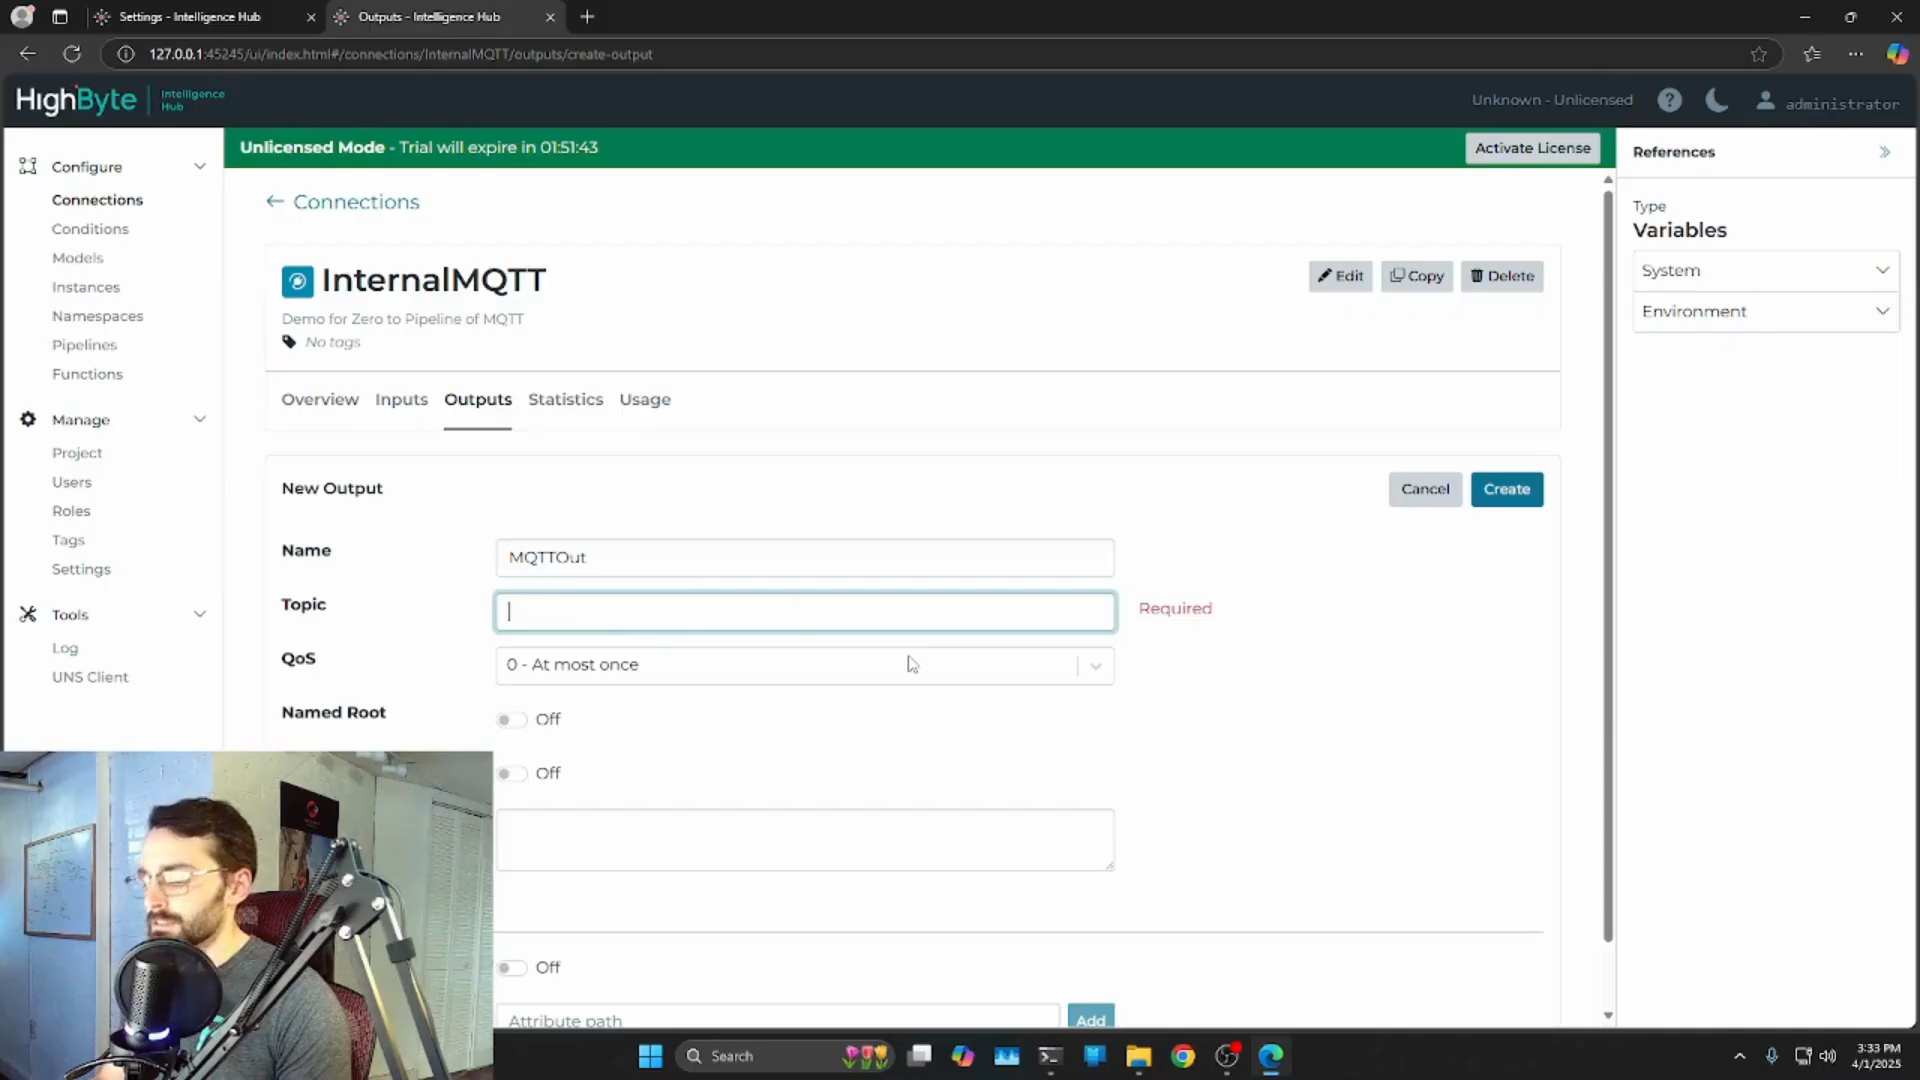 Settings - Intelligence Hub
Outputs - Intelligence Hub
127.0.0.1:45245/ui/index.html#/connections/InternalMQTT/outputs/create-output
HighByte Intelligence Hub
Unknown - Unlicensed
administrator
Configure
Connections
Conditions
Models
Instances
Namespaces
Pipelines
Functions
Manage
Project
Users
Roles
Tags
Settings
Tools
Log
UNS Client
Unlicensed Mode - Trial will expire in 01:51:43
Activate License
Connections
InternalMQTT
Edit
Copy
Delete
Demo for Zero to Pipeline of MQTT
No tags
Overview
Inputs
Outputs
Statistics
Usage
New Output
Cancel
Create
Name
MQTTOut
Topic
Required
QoS
0 - At most once
Named Root
Off
Off
Off
Attribute path
Add
References
Type
Variables
System
Environment
Search
3:33 PM
4/1/2025